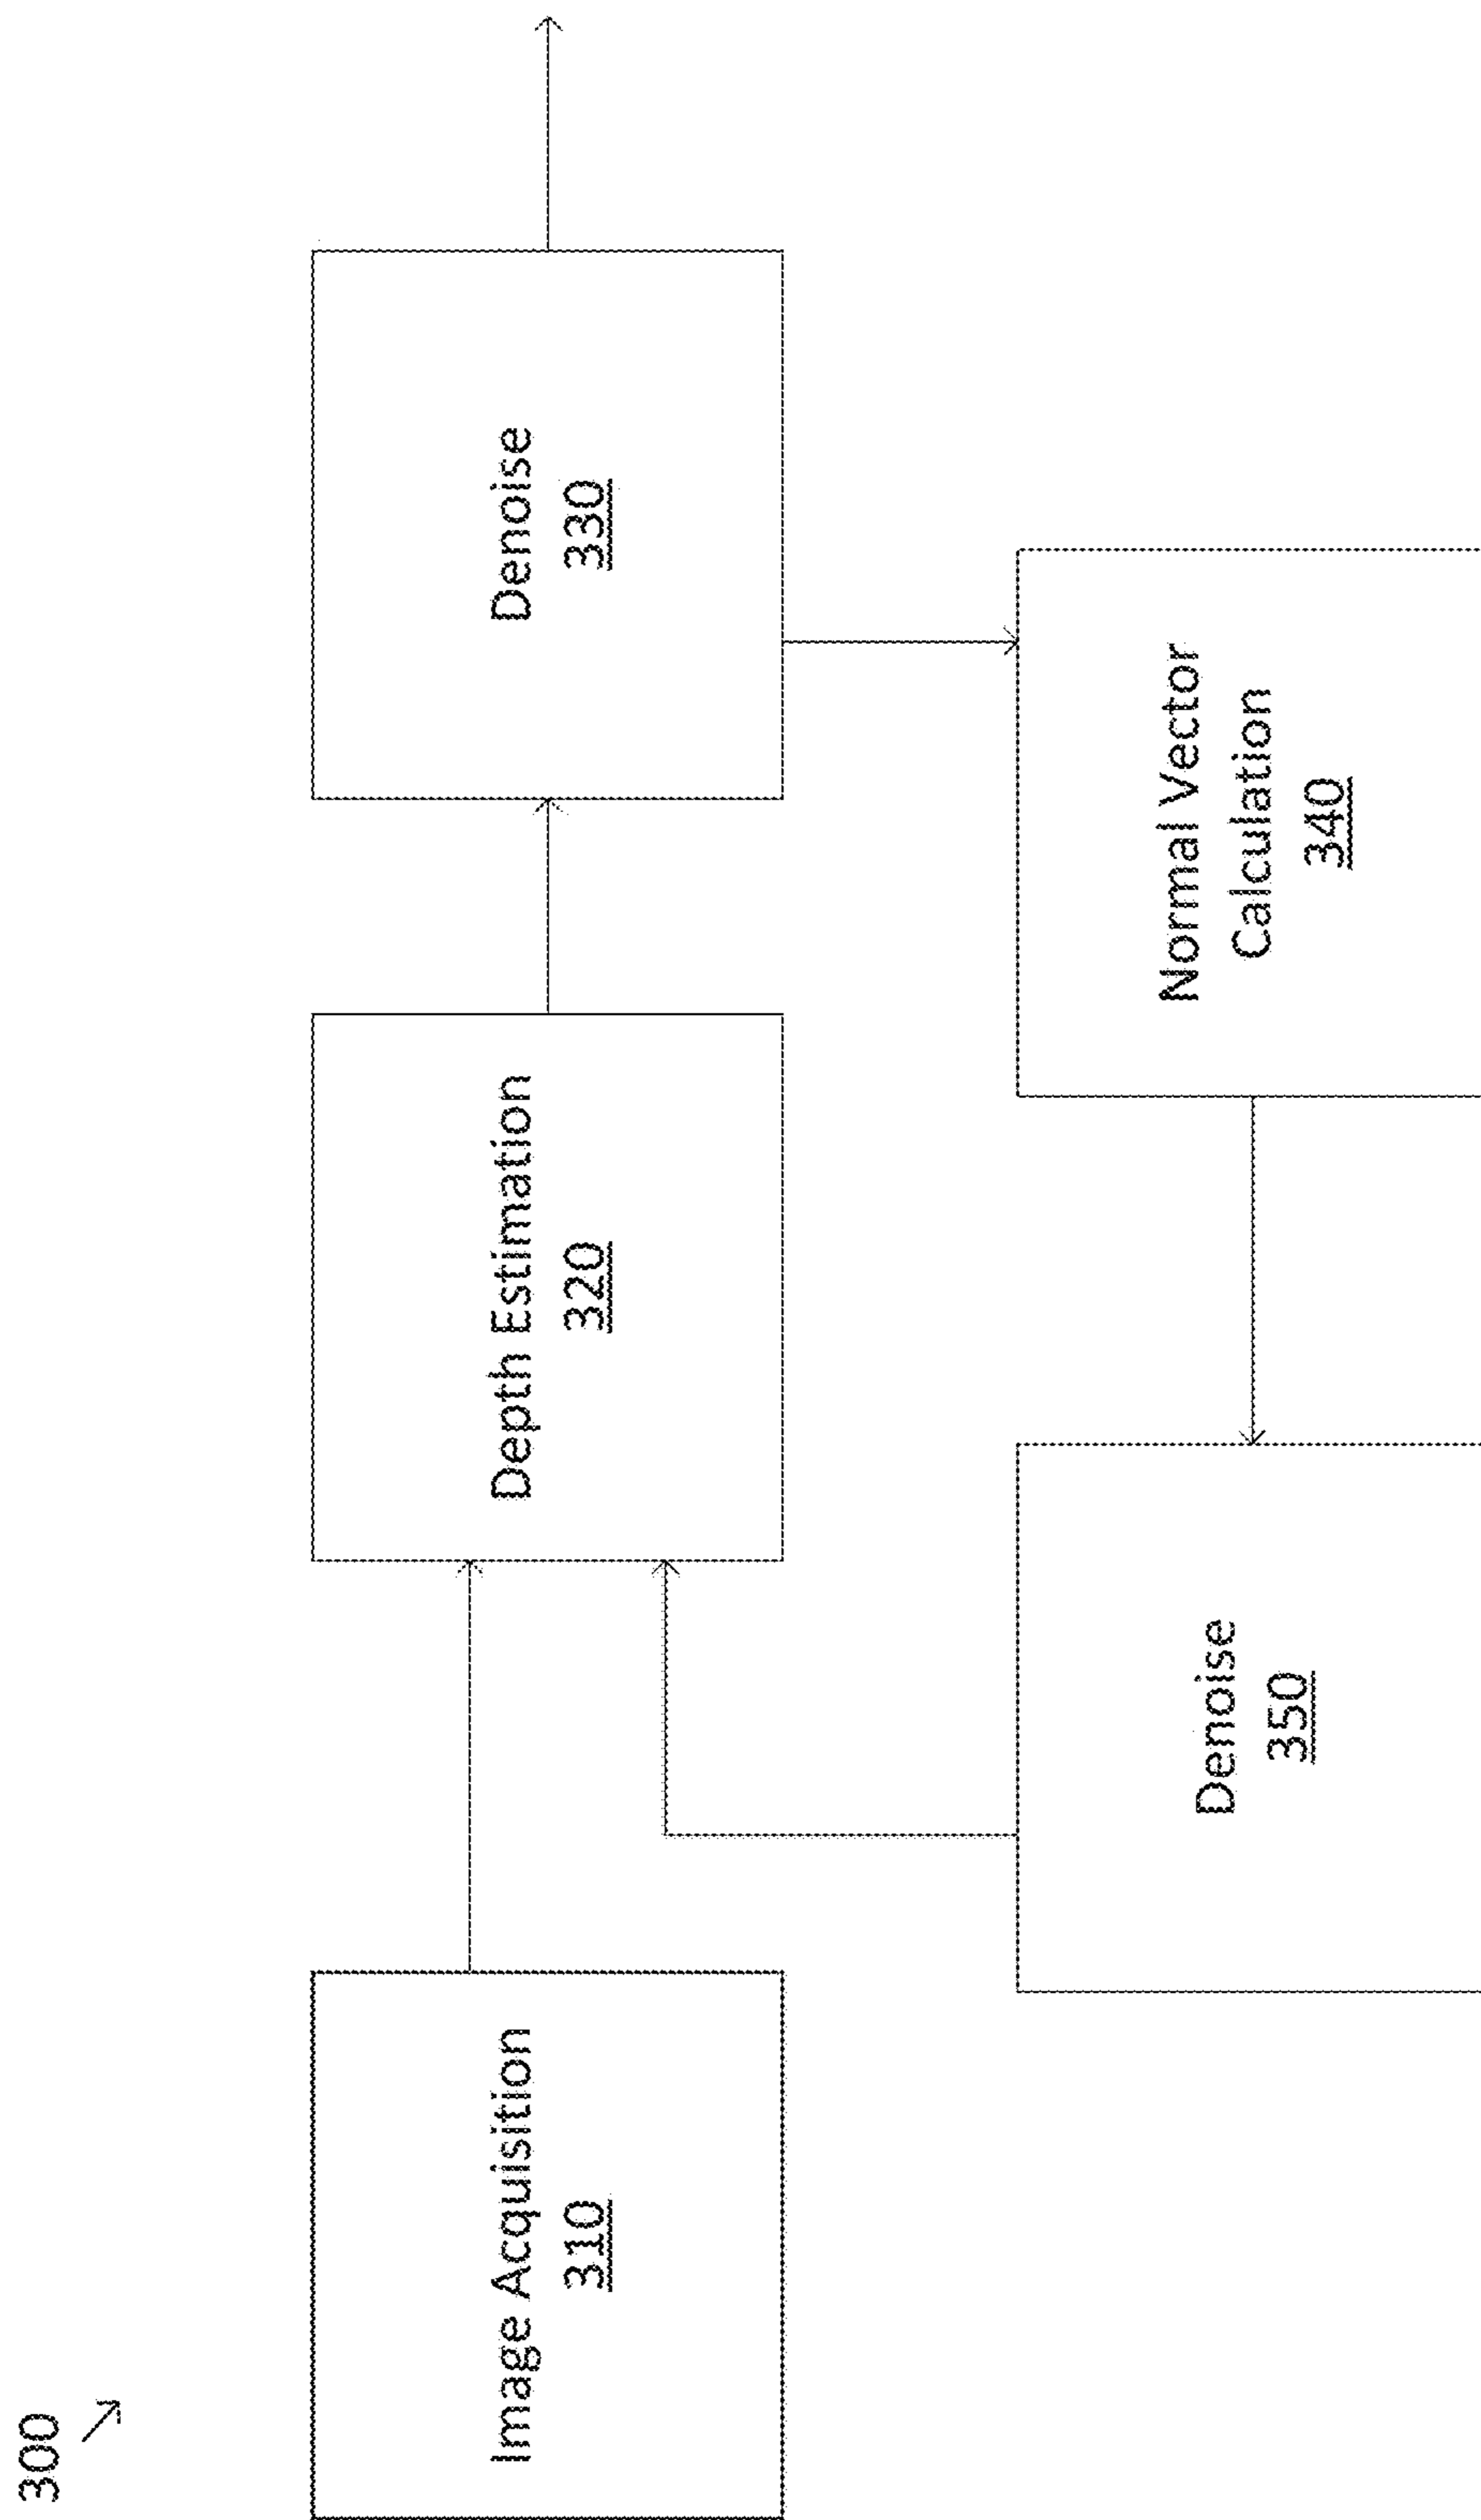 300
Image Acquisition
310
Depth Estimation
320
Denoise
330
Denoise
350
Normal Vector
Calculation
340